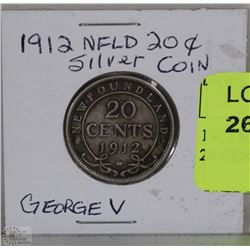 1912 NFLD 20¢
Silver COIN
LO
26
NEWFOUNDLAND
20
CENTS
1912
GEORGE V